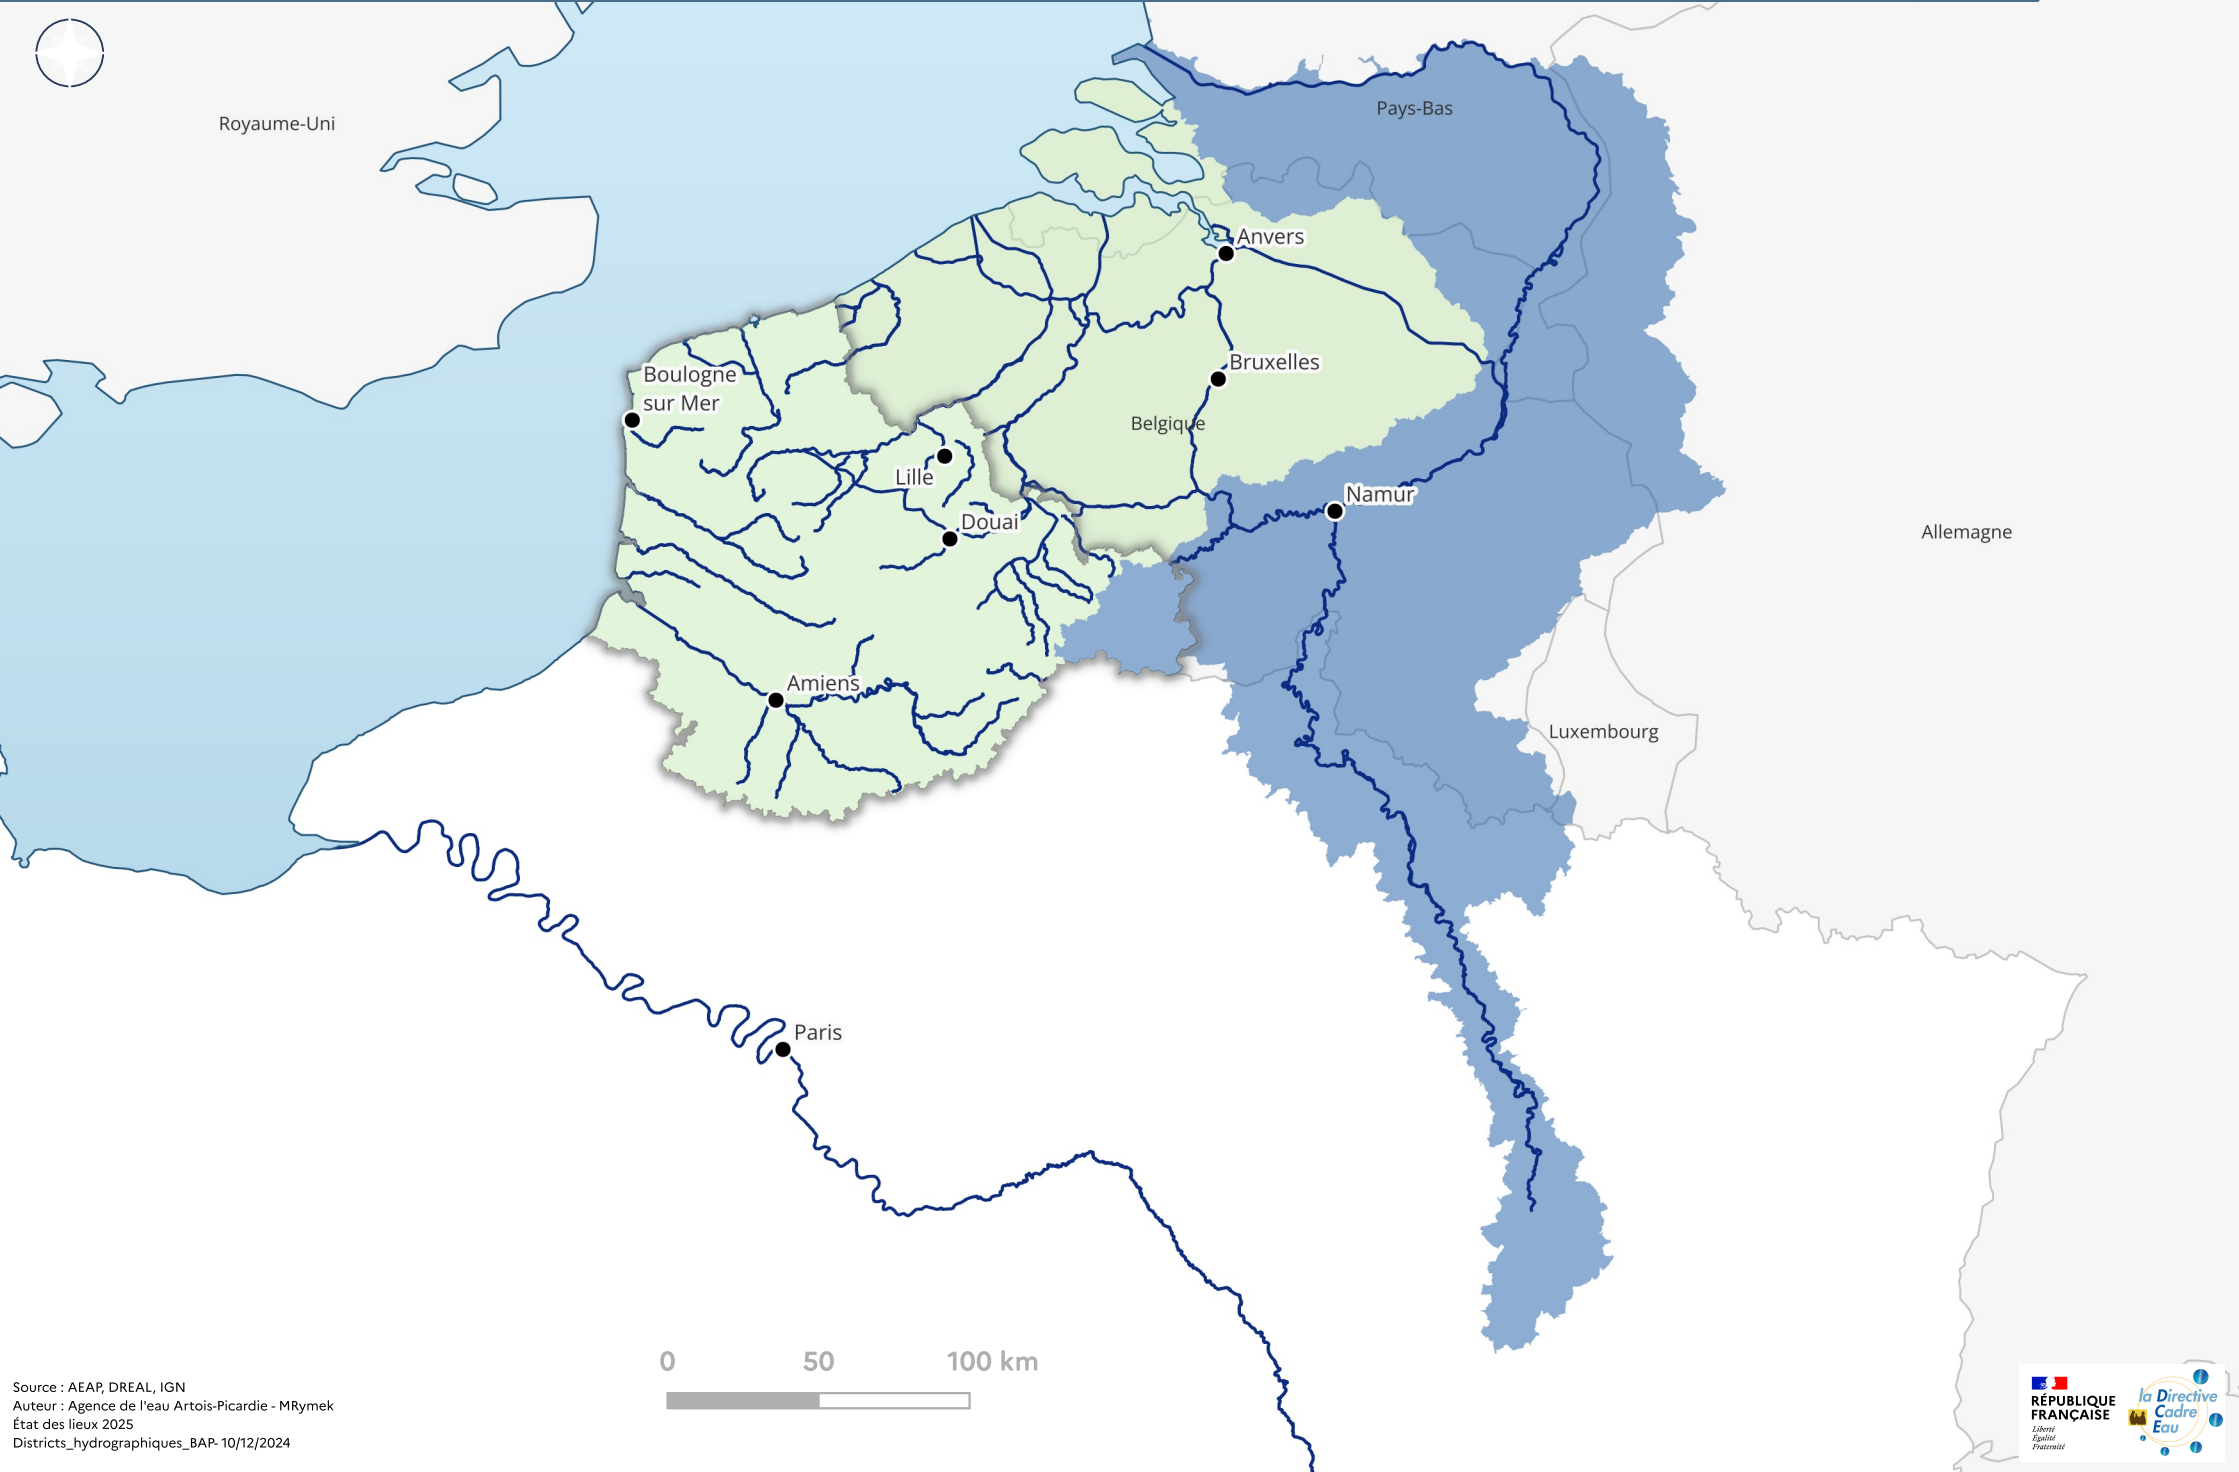 Royaume-Uni
Pays-Bas
Anvers
Bruxelles
Boulogne
sur Mer
Belgique
Lille
Namur
Douai
Allemagne
Amiens
Luxembourg
Paris
0 50 100 km
Source : AEAP, DREAL, IGN
Auteur : Agence de l'eau Artois-Picardie - MRymek
État des lieux 2025
Districts_hydrographiques_BAP- 10/12/2024
RÉPUBLIQUE
FRANÇAISE
Liberté
Égalité
Fraternité
la Directive
Cadre
Eau